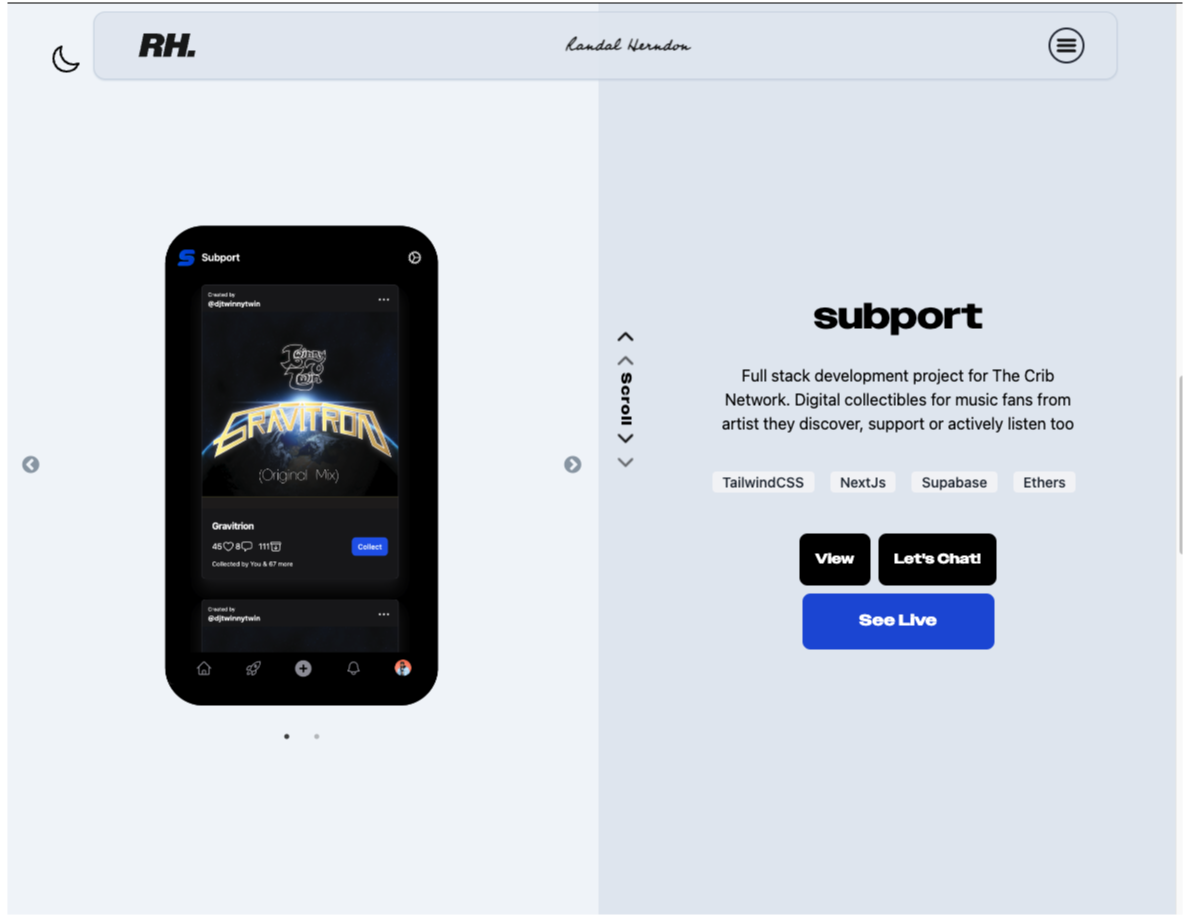 RH.
Randal Herndon
Subport
Created by
@djtwinnytwin
Twinny
Twin
GRAVITRON
(Original Mix)
Gravitrion
45 8 111
Collect
Collected by You & 67 more
Created by
@djtwinnytwin
Scroll
subport
Full stack development project for The Crib
Network. Digital collectibles for music fans from
artist they discover, support or actively listen too
TailwindCSS NextJs Supabase Ethers
View Let's Chat!
See Live